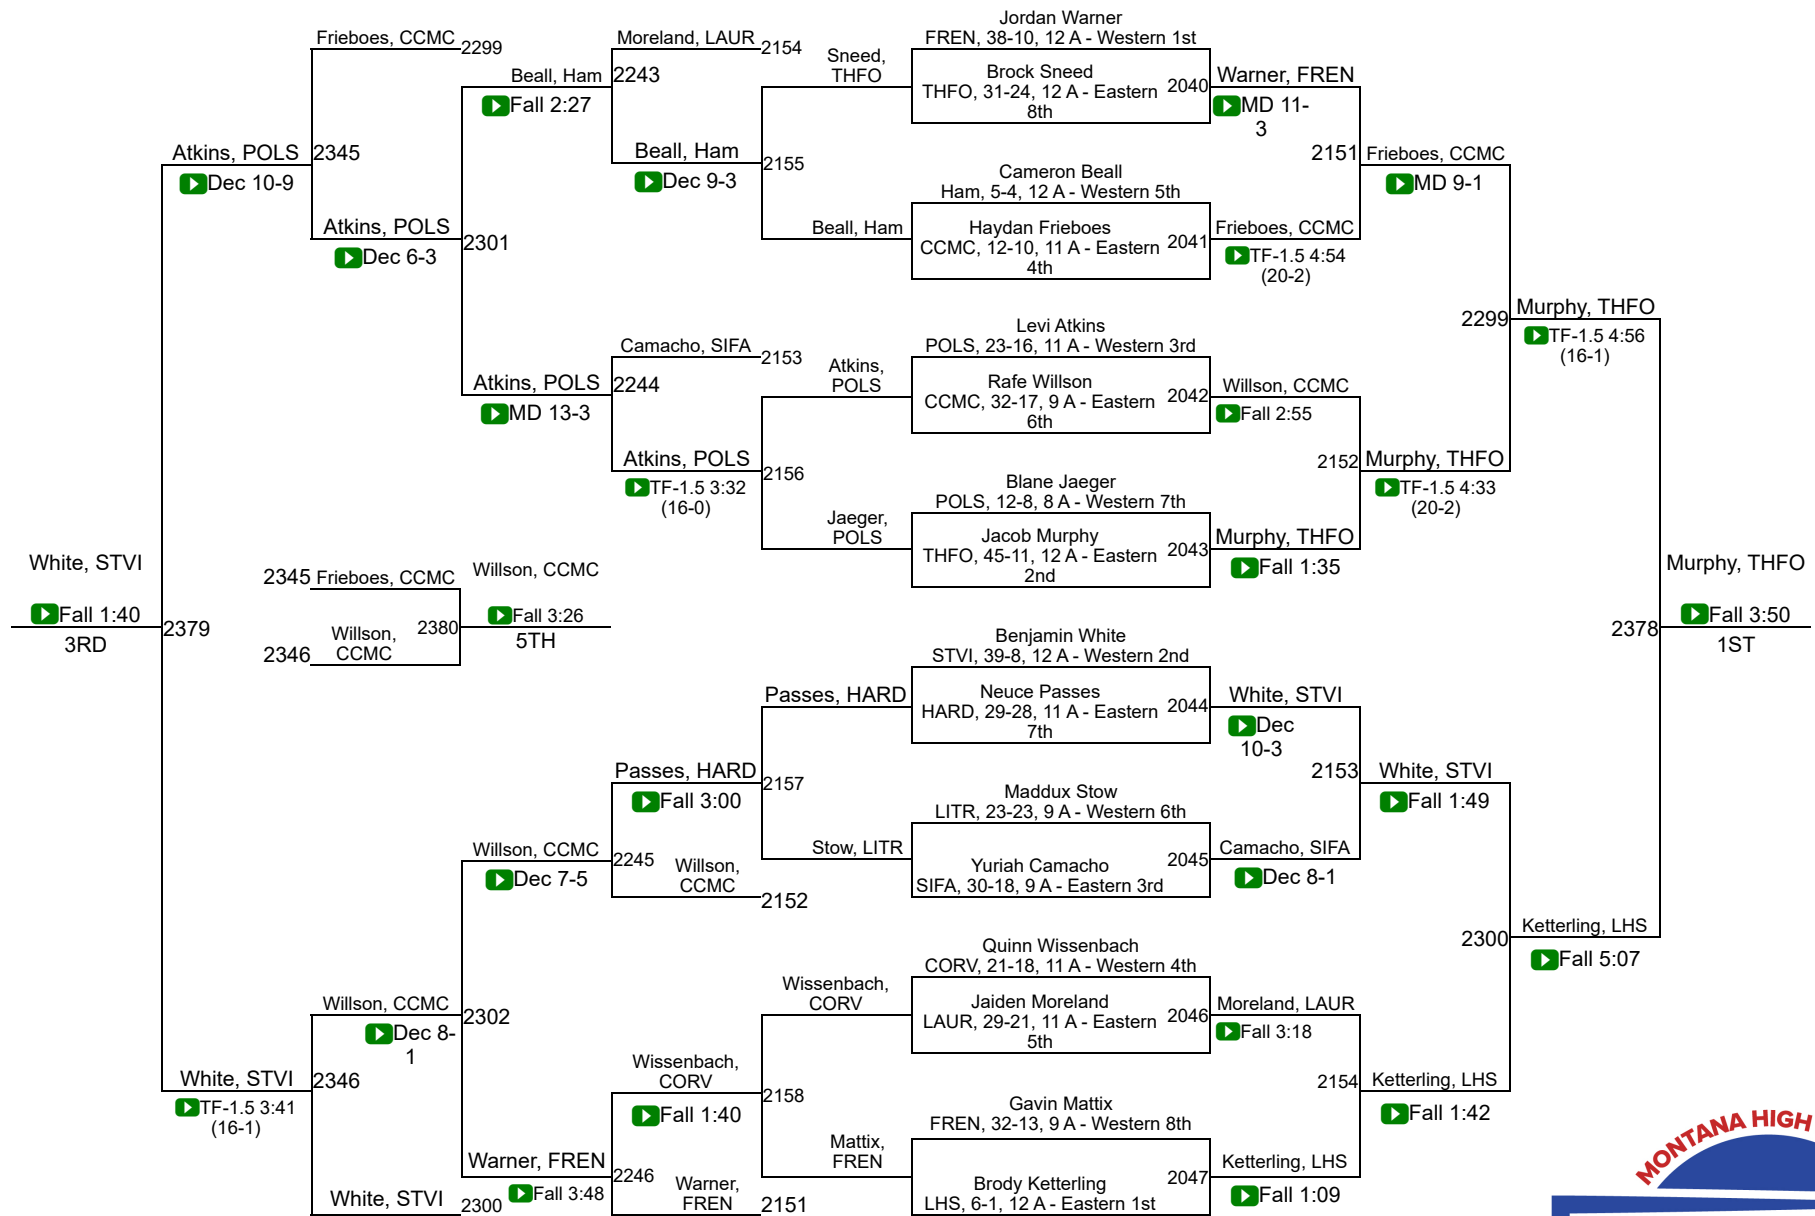 Jordan Warner
FREN, 38-10, 12 A - Western 1st
Brock Sneed
THFO, 31-24, 12 A - Eastern
8th
2040
Cameron Beall
Ham, 5-4, 12 A - Western 5th
Haydan Frieboes
CCMC, 12-10, 11 A - Eastern
4th
2041
Levi Atkins
POLS, 23-16, 11 A - Western 3rd
Rafe Willson
CCMC, 32-17, 9 A - Eastern
6th
2042
Blane Jaeger
POLS, 12-8, 8 A - Western 7th
Jacob Murphy
THFO, 45-11, 12 A - Eastern
2nd
2043
Benjamin White
STVI, 39-8, 12 A - Western 2nd
Neuce Passes
HARD, 29-28, 11 A - Eastern
7th
2044
Maddux Stow
LITR, 23-23, 9 A - Western 6th
Yuriah Camacho
SIFA, 30-18, 9 A - Eastern 3rd
2045
Quinn Wissenbach
CORV, 21-18, 11 A - Western 4th
Jaiden Moreland
LAUR, 29-21, 11 A - Eastern
5th
2046
Gavin Mattix
FREN, 32-13, 9 A - Western 8th
Brody Ketterling
LHS, 6-1, 12 A - Eastern 1st
2047
Warner, FREN
MD 11-
3
2151
Frieboes, CCMC
TF-1.5 4:54
(20-2)
Willson, CCMC
Fall 2:55
2152
Murphy, THFO
Fall 1:35
White, STVI
Dec
10-3
2153
Camacho, SIFA
Dec 8-1
Moreland, LAUR
Fall 3:18
2154
Ketterling, LHS
Fall 1:09
Frieboes, CCMC
MD 9-1
2299
Murphy, THFO
TF-1.5 4:33
(20-2)
White, STVI
Fall 1:49
2300
Ketterling, LHS
Fall 1:42
Murphy, THFO
TF-1.5 4:56
(16-1)
2378
Ketterling, LHS
Fall 5:07
Murphy, THFO
Fall 3:50
1ST
Sneed,
THFO
2155
Beall, Ham
Atkins,
POLS
2156
Jaeger,
POLS
Passes, HARD
2157
Stow, LITR
Wissenbach,
CORV
2158
Mattix,
FREN
Moreland, LAUR
2154
2243
Beall, Ham
Dec 9-3
Camacho, SIFA
2153
2244
Atkins, POLS
TF-1.5 3:32
(16-0)
Passes, HARD
Fall 3:00
2245
Willson,
CCMC
2152
Wissenbach,
CORV
Fall 1:40
2246
Warner,
FREN
2151
Beall, Ham
Fall 2:27
2301
Atkins, POLS
MD 13-3
Willson, CCMC
Dec 7-5
2302
Warner, FREN
Fall 3:48
Frieboes, CCMC
2299
2345
Atkins, POLS
Dec 6-3
Willson, CCMC
Dec 8-
1
2346
White, STVI
2300
Atkins, POLS
Dec 10-9
2379
White, STVI
TF-1.5 3:41
(16-1)
White, STVI
Fall 1:40
3RD
2345
Frieboes, CCMC
2380
2346
Willson,
CCMC
Willson, CCMC
Fall 3:26
5TH
MONTANA HIGH